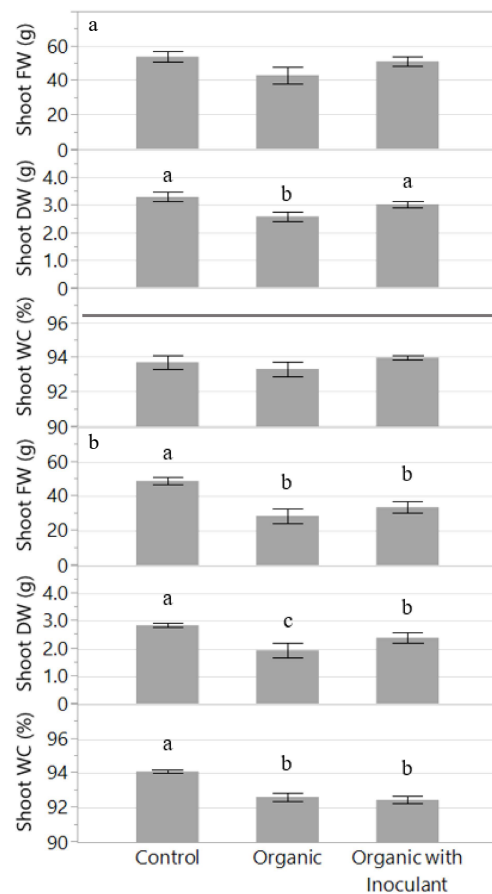 a
Shoot FW (g)
60
40
20
0
Shoot DW (g)
4.0
3.0
2.0
1.0
0
a b a
Shoot WC (%)
96
94
92
90
b
Shoot FW (g)
60
40
20
0
a b b
Shoot DW (g)
4.0
3.0
2.0
1.0
0
a c b
Shoot WC (%)
96
94
92
90
a b b
Control Organic Organic with
Inoculant